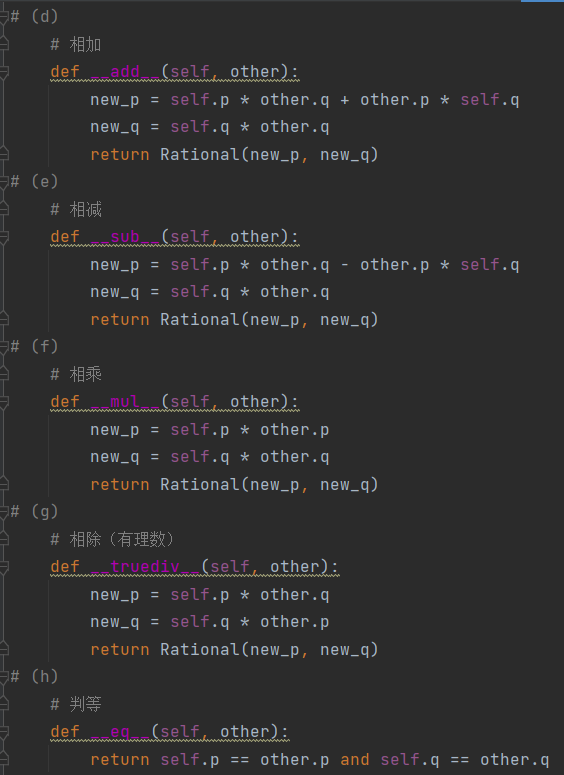 # (d)
# 相加
def __add__(self, other):
new_p = self.p * other.q + other.p * self.q
new_q = self.q * other.q
return Rational(new_p, new_q)
# (e)
# 相减
def __sub__(self, other):
new_p = self.p * other.q - other.p * self.q
new_q = self.q * other.q
return Rational(new_p, new_q)
# (f)
# 相乘
def __mul__(self, other):
new_p = self.p * other.p
new_q = self.q * other.q
return Rational(new_p, new_q)
# (g)
# 相除（有理数）
def __truediv__(self, other):
new_p = self.p * other.q
new_q = self.q * other.p
return Rational(new_p, new_q)
# (h)
# 判等
def __eq__(self, other):
return self.p == other.p and self.q == other.q